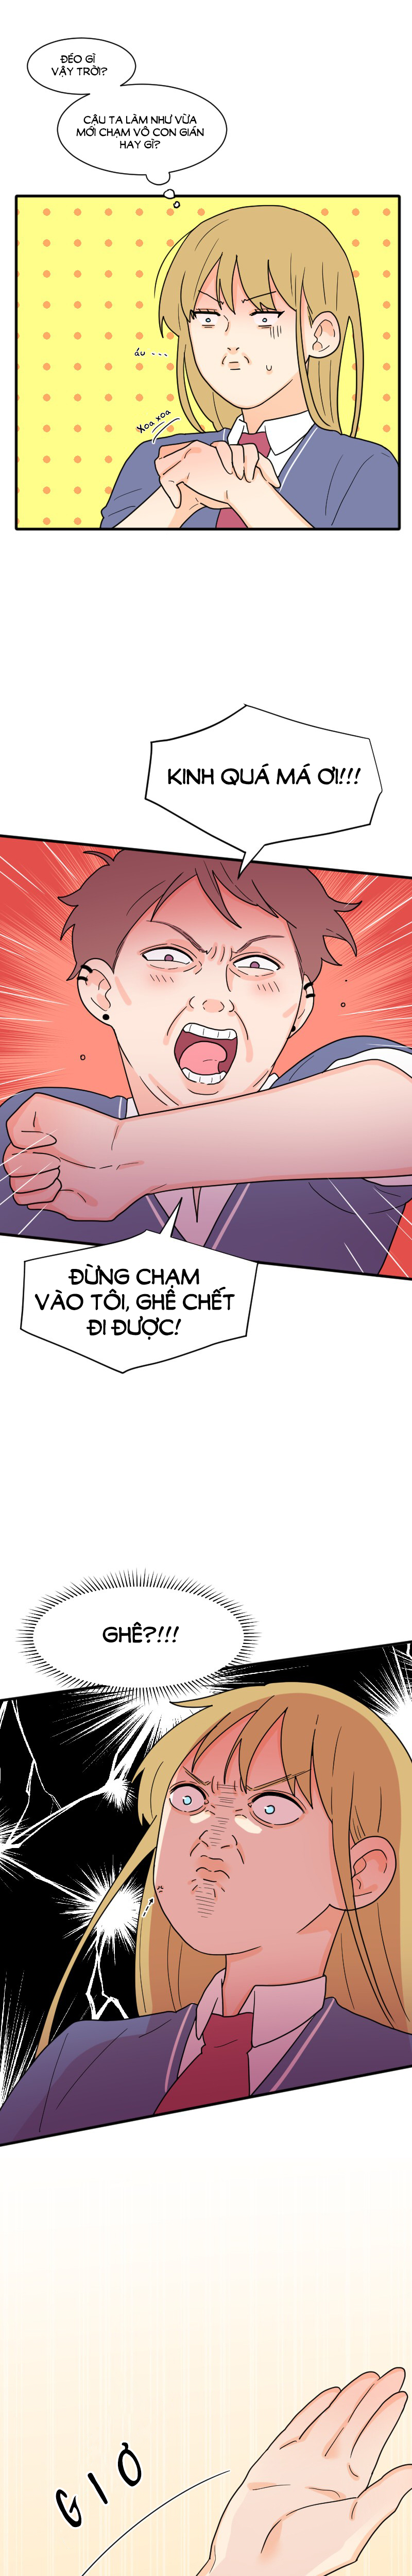 ĐÉO GÌ
VẬY TRỜI?
CẬU TA LÀM NHƯ VỪA
MỚI CHẠM VÔ CON GIÁN
HAY GÌ?
áu
Xoa xoa
KINH QUÁ MÁ ƠI!!!
ĐỪNG CHẠM
VÀO TÔI, GHÊ CHẾT
ĐI ĐƯỢC!
GHÊ?!!!
GIƠ